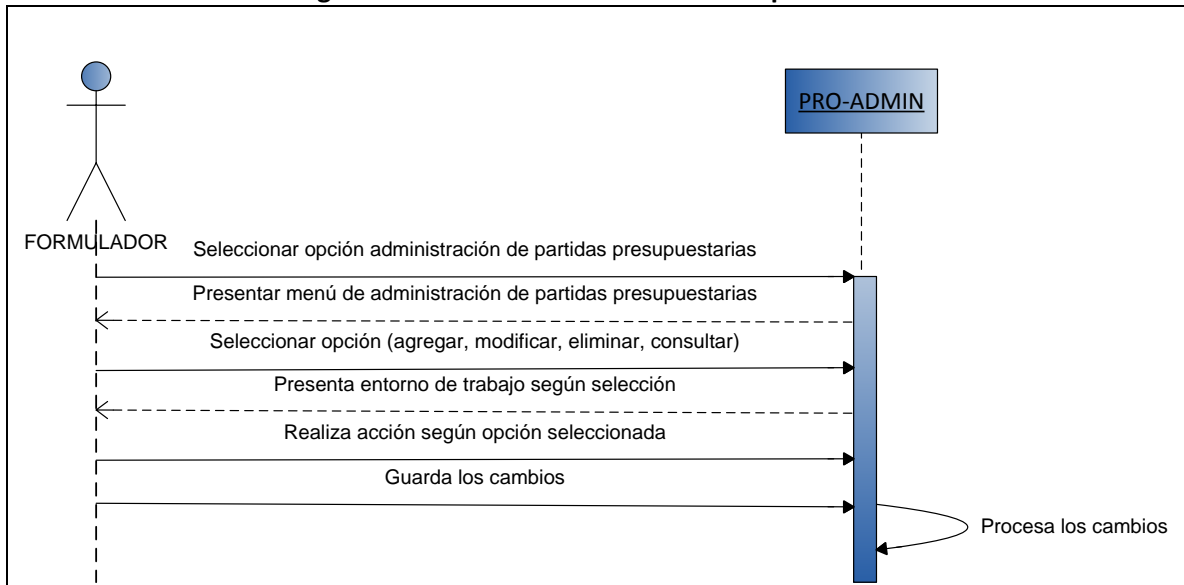 PRO-ADMIN
FORMULADOR
Seleccionar opción administración de partidas presupuestarias
Presentar menú de administración de partidas presupuestarias
Seleccionar opción (agregar, modificar, eliminar, consultar)
Presenta entorno de trabajo según selección
Realiza acción según opción seleccionada
Guarda los cambios
Procesa los cambios